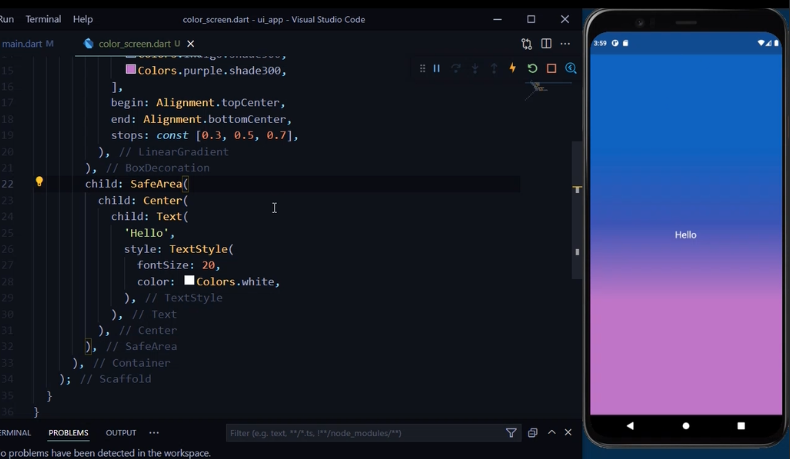 Run Terminal Help color_screen.dart - ui_app - Visual Studio Code
main.dart M color_screen.dart U
15 Colors.purple.shade300,
16 ],
17 begin: Alignment.topCenter,
18 end: Alignment.bottomCenter,
19 stops: const [0.3, 0.5, 0.7],
20 ), // LinearGradient
21 ), // BoxDecoration
22 child: SafeArea(
23 child: Center(
24 child: Text(
25 'Hello',
26 style: TextStyle(
27 fontSize: 20,
28 color: Colors.white,
29 ), // TextStyle
30 ), // Text
31 ), // Center
32 ), // SafeArea
33 ), // Container
34 ); // Scaffold
35 }
36 }
ERMINAL PROBLEMS OUTPUT ... Filter (e.g. text, **/*.ts, !**/node_modules/**)
o problems have been detected in the workspace.
3:59
Hello